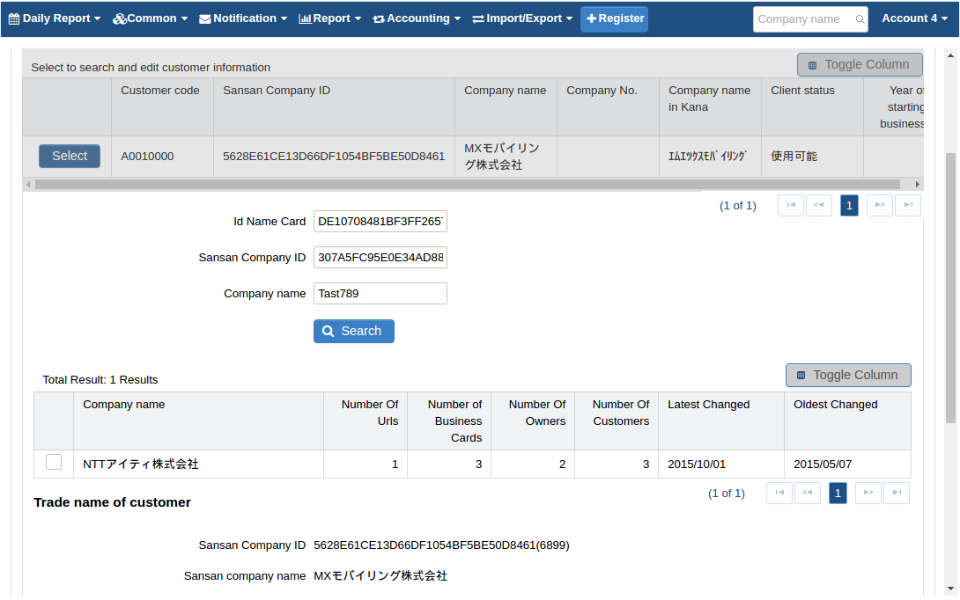 Daily Report Common Notification Report Accounting Import/Export Register Company name Account 4
Select to search and edit customer information Toggle Column
Customer code Sansan Company ID Company name Company No. Company name in Kana Client status Year of starting business
Select A0010000 5628E61CE13D66DF1054BF5BE50D8461 MXモバイリング株式会社 エムエックスモバイリング 使用可能
(1 of 1) 1
Id Name Card DE10708481BF3FF265
Sansan Company ID 307A5FC95E0E34AD88
Company name Tast789
Search
Total Result: 1 Results Toggle Column
Company name Number Of Urls Number of Business Cards Number Of Owners Number Of Customers Latest Changed Oldest Changed
NTTアイティ株式会社 1 3 2 3 2015/10/01 2015/05/07
(1 of 1) 1
Trade name of customer
Sansan Company ID 5628E61CE13D66DF1054BF5BE50D8461(6899)
Sansan company name MXモバイリング株式会社